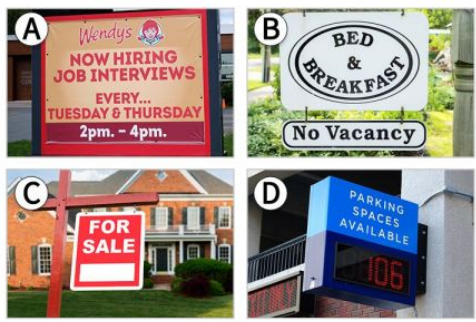 A
Wendys
NOW HIRING
JOB INTERVIEWS
EVERY...
TUESDAY & THURSDAY
2pm. - 4pm.
B
BED
&
BREAKFAST
No Vacancy
C
FOR
SALE
D
PARKING
SPACES
AVAILABLE
106